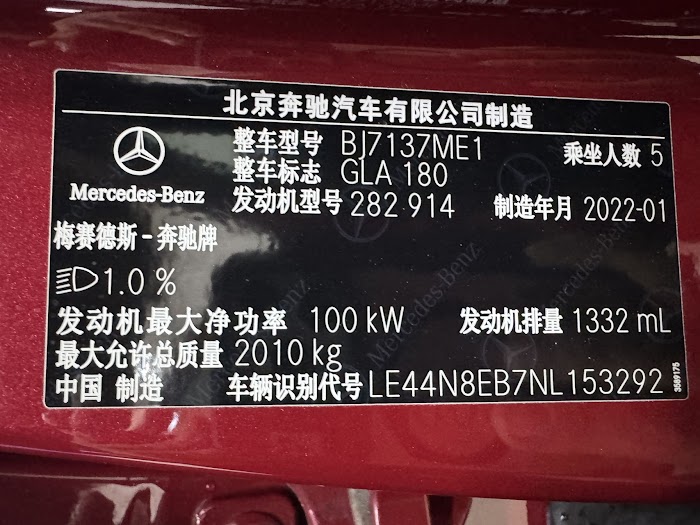 北京奔驰汽车有限公司制造
整车型号 BJ7137ME1 乘坐人数 5
整车标志 GLA 180
Mercedes-Benz
发动机型号 282 914 制造年月 2022-01
梅赛德斯-奔驰牌
1.0 %
发动机最大净功率 100 kW 发动机排量 1332 mL
最大允许总质量 2010 kg
中国 制造 车辆识别代号 LE44N8EB7NL153292
3589175
Mercedes-Benz